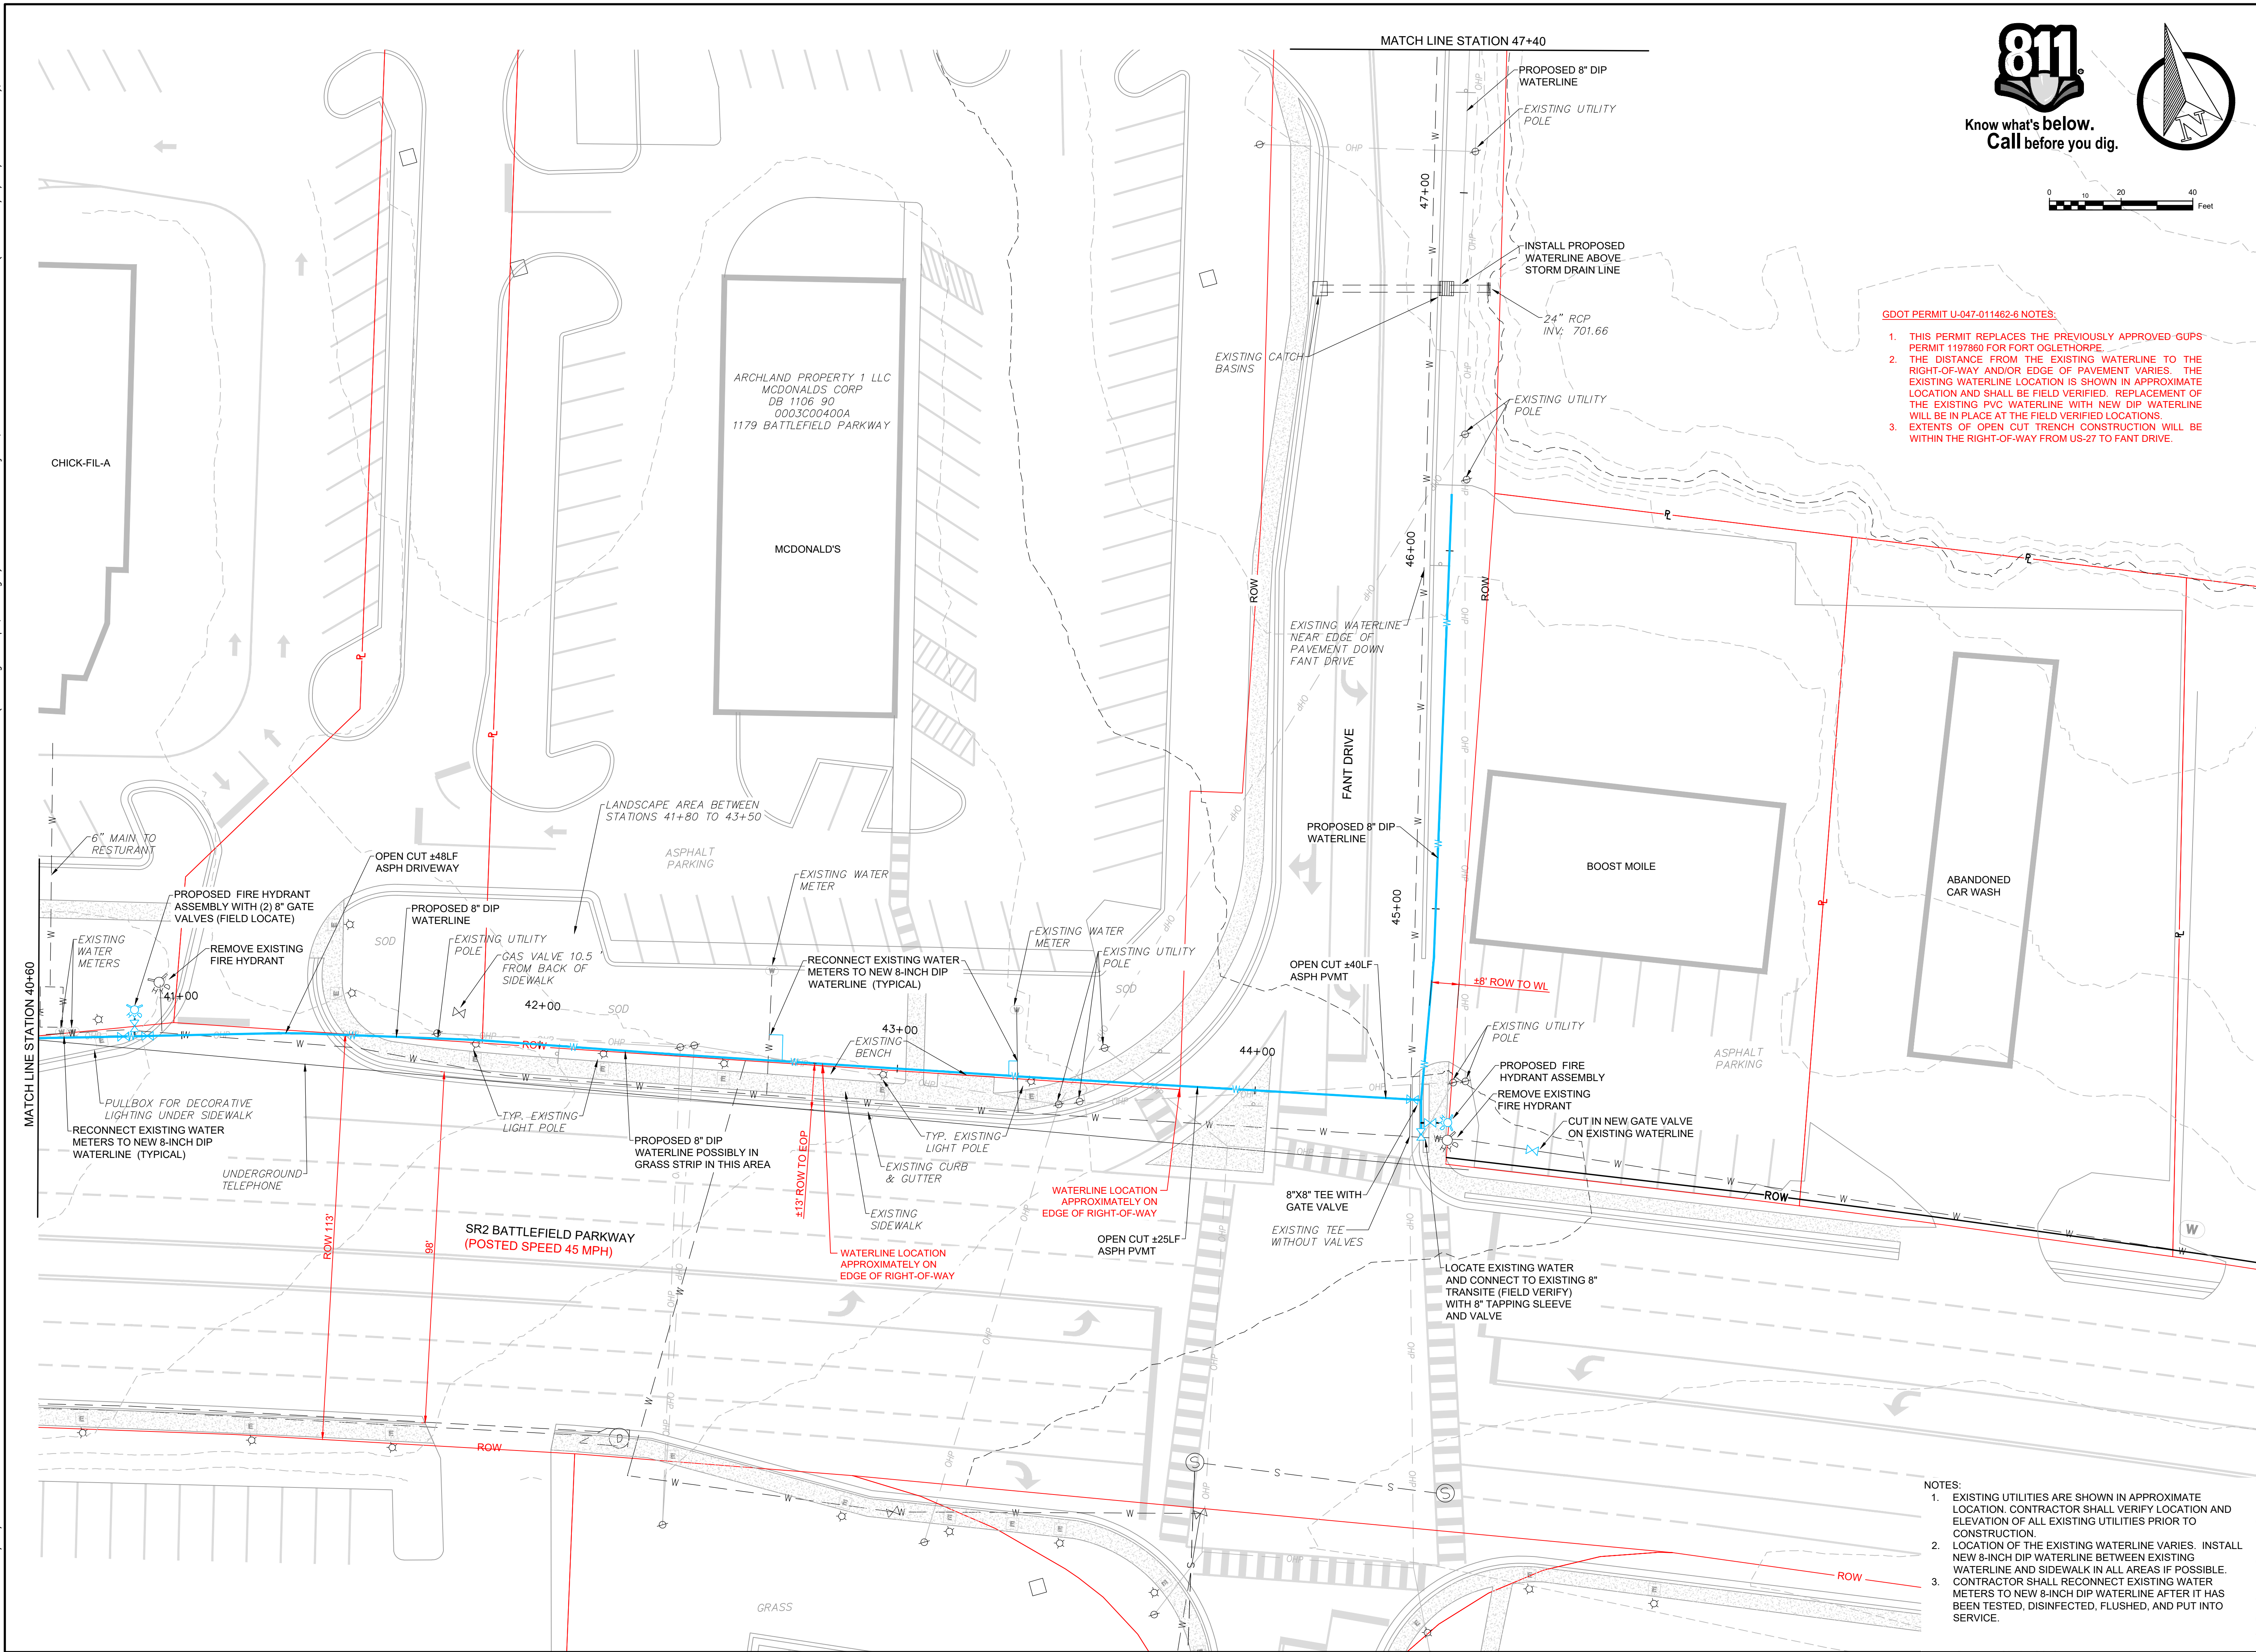 MATCH LINE STATION 47+40
811
Know what's below.
Call before you dig.
N
0 10 20 40
Feet
PROPOSED 8" DIP
WATERLINE
EXISTING UTILITY
POLE
47+00
INSTALL PROPOSED
WATERLINE ABOVE
STORM DRAIN LINE
24" RCP
INV: 701.66
EXISTING CATCH
BASINS
EXISTING UTILITY
POLE
GDOT PERMIT U-047-011462-6 NOTES:
1. THIS PERMIT REPLACES THE PREVIOUSLY APPROVED GUPS
PERMIT 1197860 FOR FORT OGLETHORPE.
2. THE DISTANCE FROM THE EXISTING WATERLINE TO THE
RIGHT-OF-WAY AND/OR EDGE OF PAVEMENT VARIES. THE
EXISTING WATERLINE LOCATION IS SHOWN IN APPROXIMATE
LOCATION AND SHALL BE FIELD VERIFIED. REPLACEMENT OF
THE EXISTING PVC WATERLINE WITH NEW DIP WATERLINE
WILL BE IN PLACE AT THE FIELD VERIFIED LOCATIONS.
3. EXTENTS OF OPEN CUT TRENCH CONSTRUCTION WILL BE
WITHIN THE RIGHT-OF-WAY FROM US-27 TO FANT DRIVE.
ARCHLAND PROPERTY 1 LLC
MCDONALDS CORP
DB 1106 90
0003C00400A
1179 BATTLEFIELD PARKWAY
CHICK-FIL-A
MCDONALD'S
46+00
ROW
ROW
EXISTING WATERLINE
NEAR EDGE OF
PAVEMENT DOWN
FANT DRIVE
FANT DRIVE
LANDSCAPE AREA BETWEEN
STATIONS 41+80 TO 43+50
PROPOSED 8" DIP
WATERLINE
BOOST MOILE
ABANDONED
CAR WASH
6" MAIN TO
RESTURANT
OPEN CUT ±48LF
ASPH DRIVEWAY
ASPHALT
PARKING
EXISTING WATER
METER
PROPOSED FIRE HYDRANT
ASSEMBLY WITH (2) 8" GATE
VALVES (FIELD LOCATE)
PROPOSED 8" DIP
WATERLINE
45+00
EXISTING
WATER
METERS
REMOVE EXISTING
FIRE HYDRANT
SOD
EXISTING UTILITY
POLE
GAS VALVE 10.5 '
FROM BACK OF
SIDEWALK
EXISTING WATER
METER
EXISTING UTILITY
POLE
RECONNECT EXISTING WATER
METERS TO NEW 8-INCH DIP
WATERLINE (TYPICAL)
OPEN CUT ±40LF
ASPH PVMT
±8' ROW TO WL
41+00
42+00
SOD
SOD
43+00
EXISTING
BENCH
44+00
EXISTING UTILITY
POLE
ASPHALT
PARKING
MATCH LINE STATION 40+60
ROW
PROPOSED FIRE
HYDRANT ASSEMBLY
REMOVE EXISTING
FIRE HYDRANT
CUT IN NEW GATE VALVE
ON EXISTING WATERLINE
PULLBOX FOR DECORATIVE
LIGHTING UNDER SIDEWALK
RECONNECT EXISTING WATER
METERS TO NEW 8-INCH DIP
WATERLINE (TYPICAL)
TYP. EXISTING
LIGHT POLE
PROPOSED 8" DIP
WATERLINE POSSIBLY IN
GRASS STRIP IN THIS AREA
TYP. EXISTING
LIGHT POLE
EXISTING CURB
& GUTTER
UNDERGROUND
TELEPHONE
±13' ROW TO EOP
EXISTING
SIDEWALK
WATERLINE LOCATION
APPROXIMATELY ON
EDGE OF RIGHT-OF-WAY
8"X8" TEE WITH
GATE VALVE
ROW
ROW 113'
98'
SR2 BATTLEFIELD PARKWAY
(POSTED SPEED 45 MPH)
WATERLINE LOCATION
APPROXIMATELY ON
EDGE OF RIGHT-OF-WAY
OPEN CUT ±25LF
ASPH PVMT
EXISTING TEE
WITHOUT VALVES
LOCATE EXISTING WATER
AND CONNECT TO EXISTING 8"
TRANSITE (FIELD VERIFY)
WITH 8" TAPPING SLEEVE
AND VALVE
ROW
D
S
S
ROW
GRASS
NOTES:
1. EXISTING UTILITIES ARE SHOWN IN APPROXIMATE
LOCATION. CONTRACTOR SHALL VERIFY LOCATION AND
ELEVATION OF ALL EXISTING UTILITIES PRIOR TO
CONSTRUCTION.
2. LOCATION OF THE EXISTING WATERLINE VARIES. INSTALL
NEW 8-INCH DIP WATERLINE BETWEEN EXISTING
WATERLINE AND SIDEWALK IN ALL AREAS IF POSSIBLE.
3. CONTRACTOR SHALL RECONNECT EXISTING WATER
METERS TO NEW 8-INCH DIP WATERLINE AFTER IT HAS
BEEN TESTED, DISINFECTED, FLUSHED, AND PUT INTO
SERVICE.